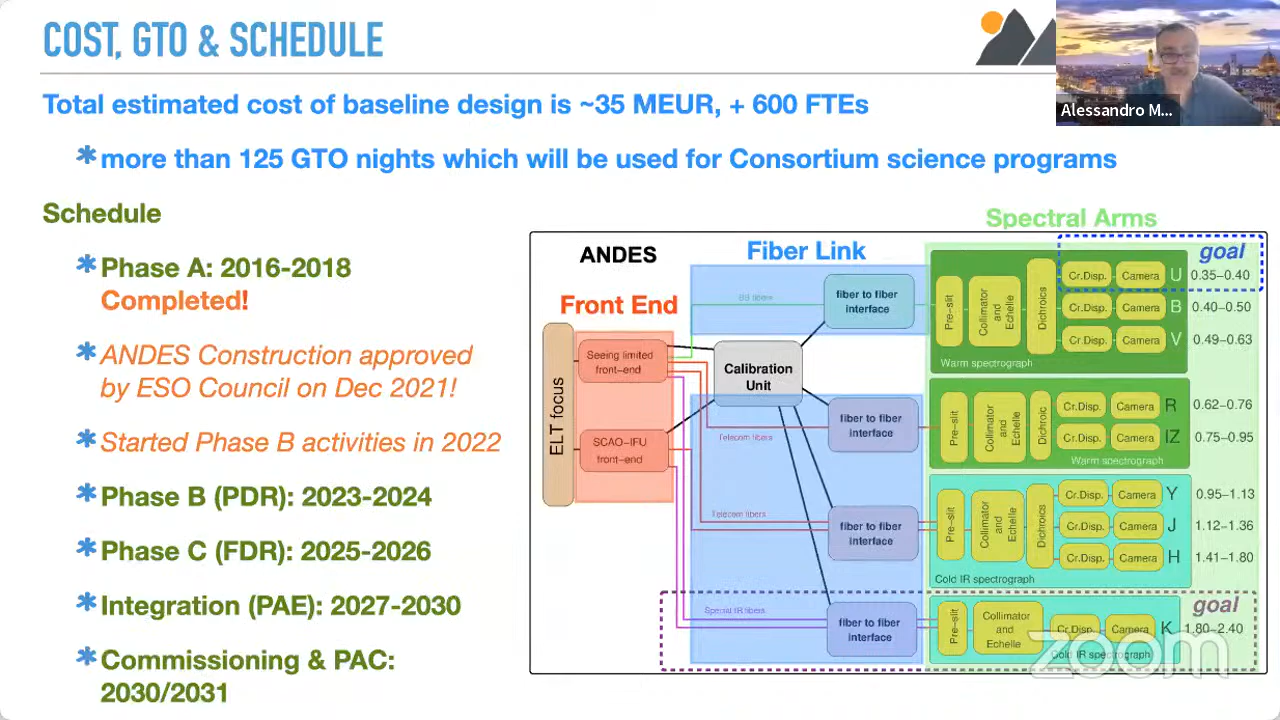 COST, GTO & SCHEDULE
Alessandro M...
Total estimated cost of baseline design is ~35 MEUR, + 600 FTEs
* more than 125 GTO nights which will be used for Consortium science programs
Schedule
* Phase A: 2016-2018
Completed!
* ANDES Construction approved
by ESO Council on Dec 2021!
* Started Phase B activities in 2022
* Phase B (PDR): 2023-2024
* Phase C (FDR): 2025-2026
* Integration (PAE): 2027-2030
* Commissioning & PAC:
2030/2031
Spectral Arms
ANDES
Fiber Link
goal
Front End
ELT focus
Seeing limited
front-end
SCAO-IFU
front-end
Calibration
Unit
fibers
fiber to fiber
interface
Telecom fibers
fiber to fiber
interface
Telecom fibers
fiber to fiber
interface
Special IR fibers
fiber to fiber
interface
Pre-slit
Collimator
and
Echelle
Dichroics
Cr.Disp. Camera U 0.35-0.40
Cr.Disp. Camera B 0.40-0.50
Cr.Disp. Camera V 0.49-0.63
Warm spectrograph
Pre-slit
Collimator
and
Echelle
Dichroic
Cr.Disp. Camera R 0.62-0.76
Cr.Disp. Camera IZ 0.75-0.95
Warm spectrograph
Pre-slit
Collimator
and
Echelle
Dichroics
Cr.Disp. Camera Y 0.95-1.13
Cr.Disp. Camera J 1.12-1.36
Cr.Disp. Camera H 1.41-1.80
Cold IR spectrograph
goal
Pre-slit
Collimator
and
Echelle
Cr.Disp. Camera K 1.80-2.40
Cold IR spectrograph
zoom